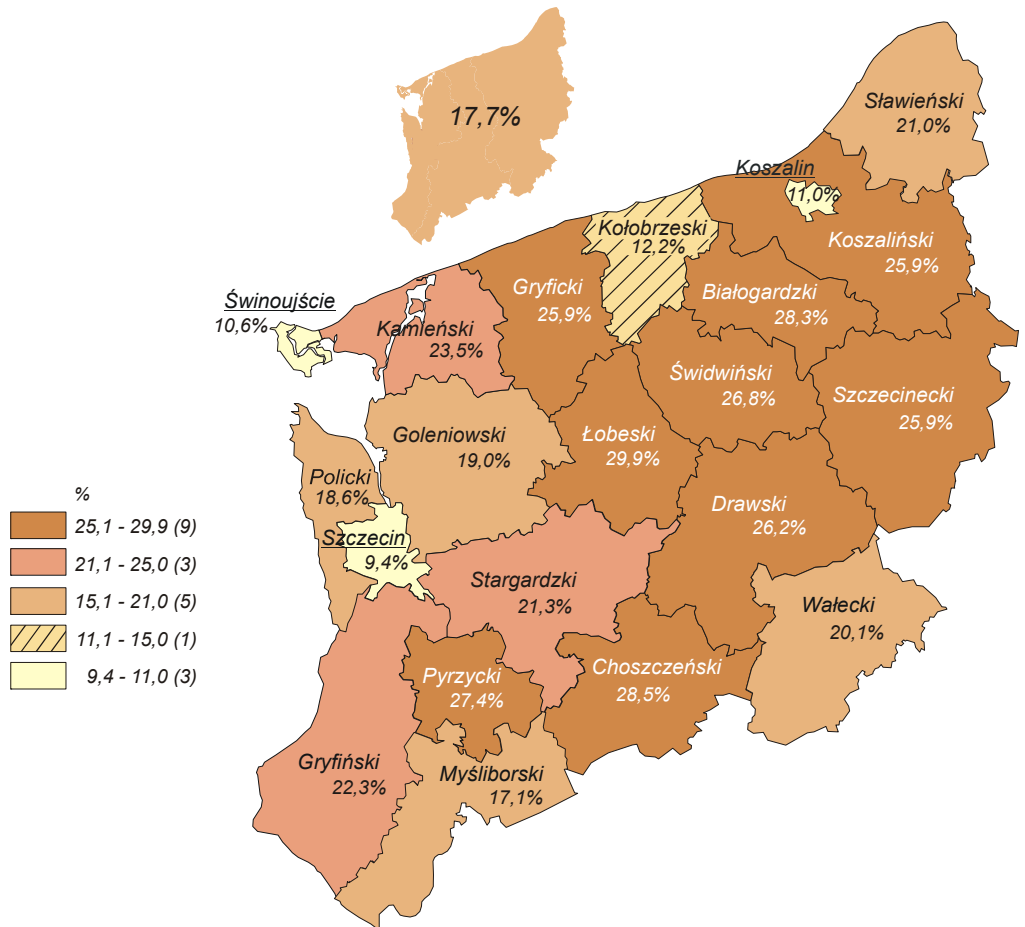 17,7%
Sławieński
21,0%
Koszalin
11,0%
Koszaliński
25,9%
Kołobrzeski
12,2%
Gryficki
25,9%
Białogardzki
28,3%
Świnoujście
10,6%
Kamieński
23,5%
Świdwiński
26,8%
Szczecinecki
25,9%
Goleniowski
19,0%
Łobeski
29,9%
Policki
18,6%
Drawski
26,2%
Szczecin
9,4%
Stargardzki
21,3%
Wałecki
20,1%
Pyrzycki
27,4%
Choszczeński
28,5%
Gryfiński
22,3%
Myśliborski
17,1%
%
25,1 - 29,9 (9)
21,1 - 25,0 (3)
15,1 - 21,0 (5)
11,1 - 15,0 (1)
9,4 - 11,0 (3)